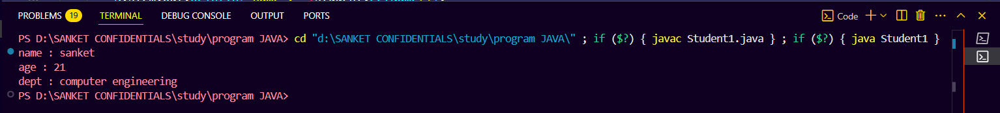 PROBLEMS 19 TERMINAL DEBUG CONSOLE OUTPUT PORTS Code
PS D:\SANKET CONFIDENTIALS\study\program JAVA> cd "d:\SANKET CONFIDENTIALS\study\program JAVA\" ; if ($?) { javac Student1.java } ; if ($?) { java Student1 }
name : sanket
age : 21
dept : computer engineering
PS D:\SANKET CONFIDENTIALS\study\program JAVA>